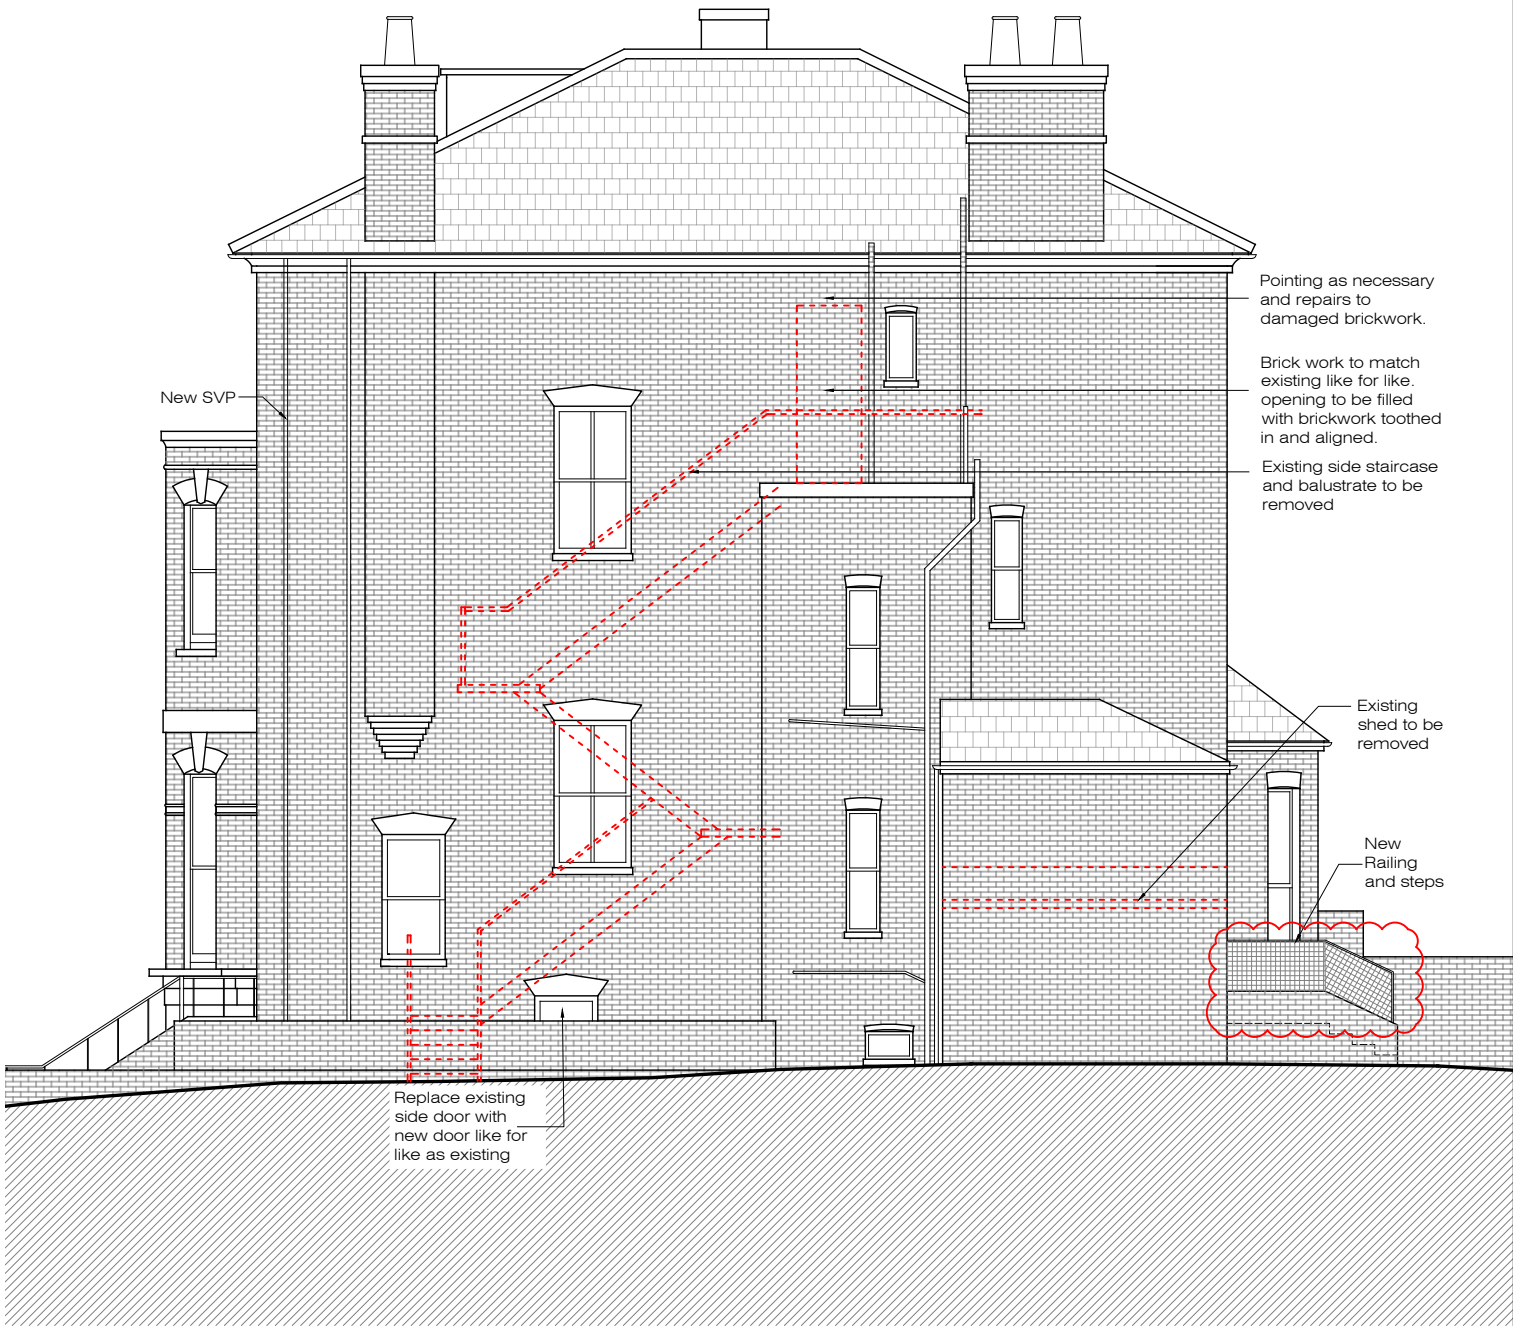 Pointing as necessary
and repairs to
damaged brickwork.
Brick work to match
existing like for like.
opening to be filled
with brickwork toothed
in and aligned.
New SVP
Existing side staircase
and balustrate to be
removed
Existing
shed to be
removed
New
Railing
and steps
Replace existing
side door with
new door like for
like as existing